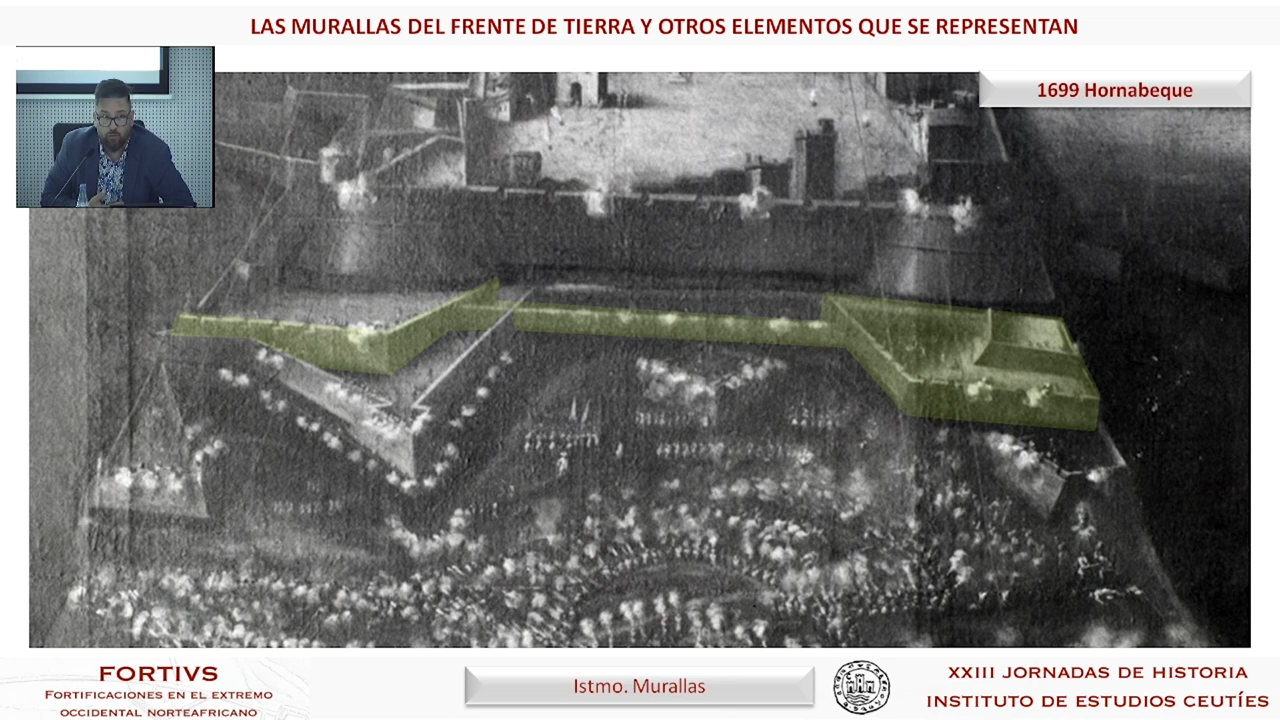 LAS MURALLAS DEL FRENTE DE TIERRA Y OTROS ELEMENTOS QUE SE REPRESENTAN
1699 Hornabeque
FORTIVS
FORTIFICACIONES EN EL EXTREMO
OCCIDENTAL NORTEAFRICANO
Istmo. Murallas
XXIII JORNADAS DE HISTORIA
INSTITUTO DE ESTUDIOS CEUTÍES